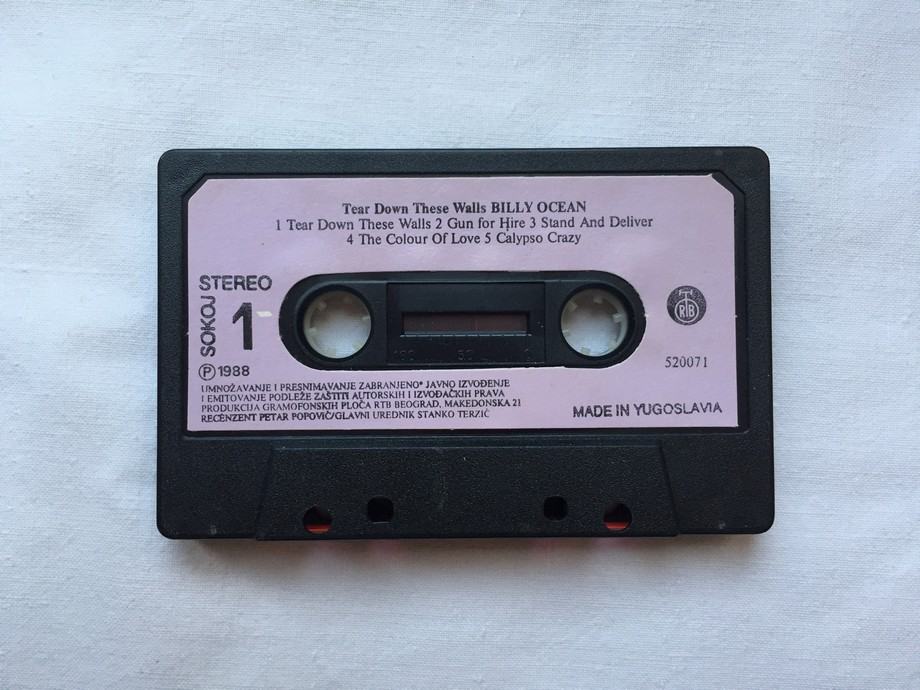 Tear Down These Walls BILLY OCEAN
1 Tear Down These Walls 2 Gun for Hire 3 Stand And Deliver
4 The Colour Of Love 5 Calypso Crazy
STEREO
SOKOJ
1
RTB
Ⓟ 1988
520071
UMNOŽAVANJE I PRESNIMAVANJE ZABRANJENO* JAVNO IZVOĐENJE
I EMITOVANJE PODLEŽE ZAŠTITI AUTORSKIH I IZVOĐAČKIH PRAVA
PRODUKCIJA GRAMOFONSKIH PLOČA RTB BEOGRAD, MAKEDONSKA 21
RECENZENT PETAR POPOVIĆ/GLAVNI UREDNIK STANKO TERZIĆ
MADE IN YUGOSLAVIA
100 50 0